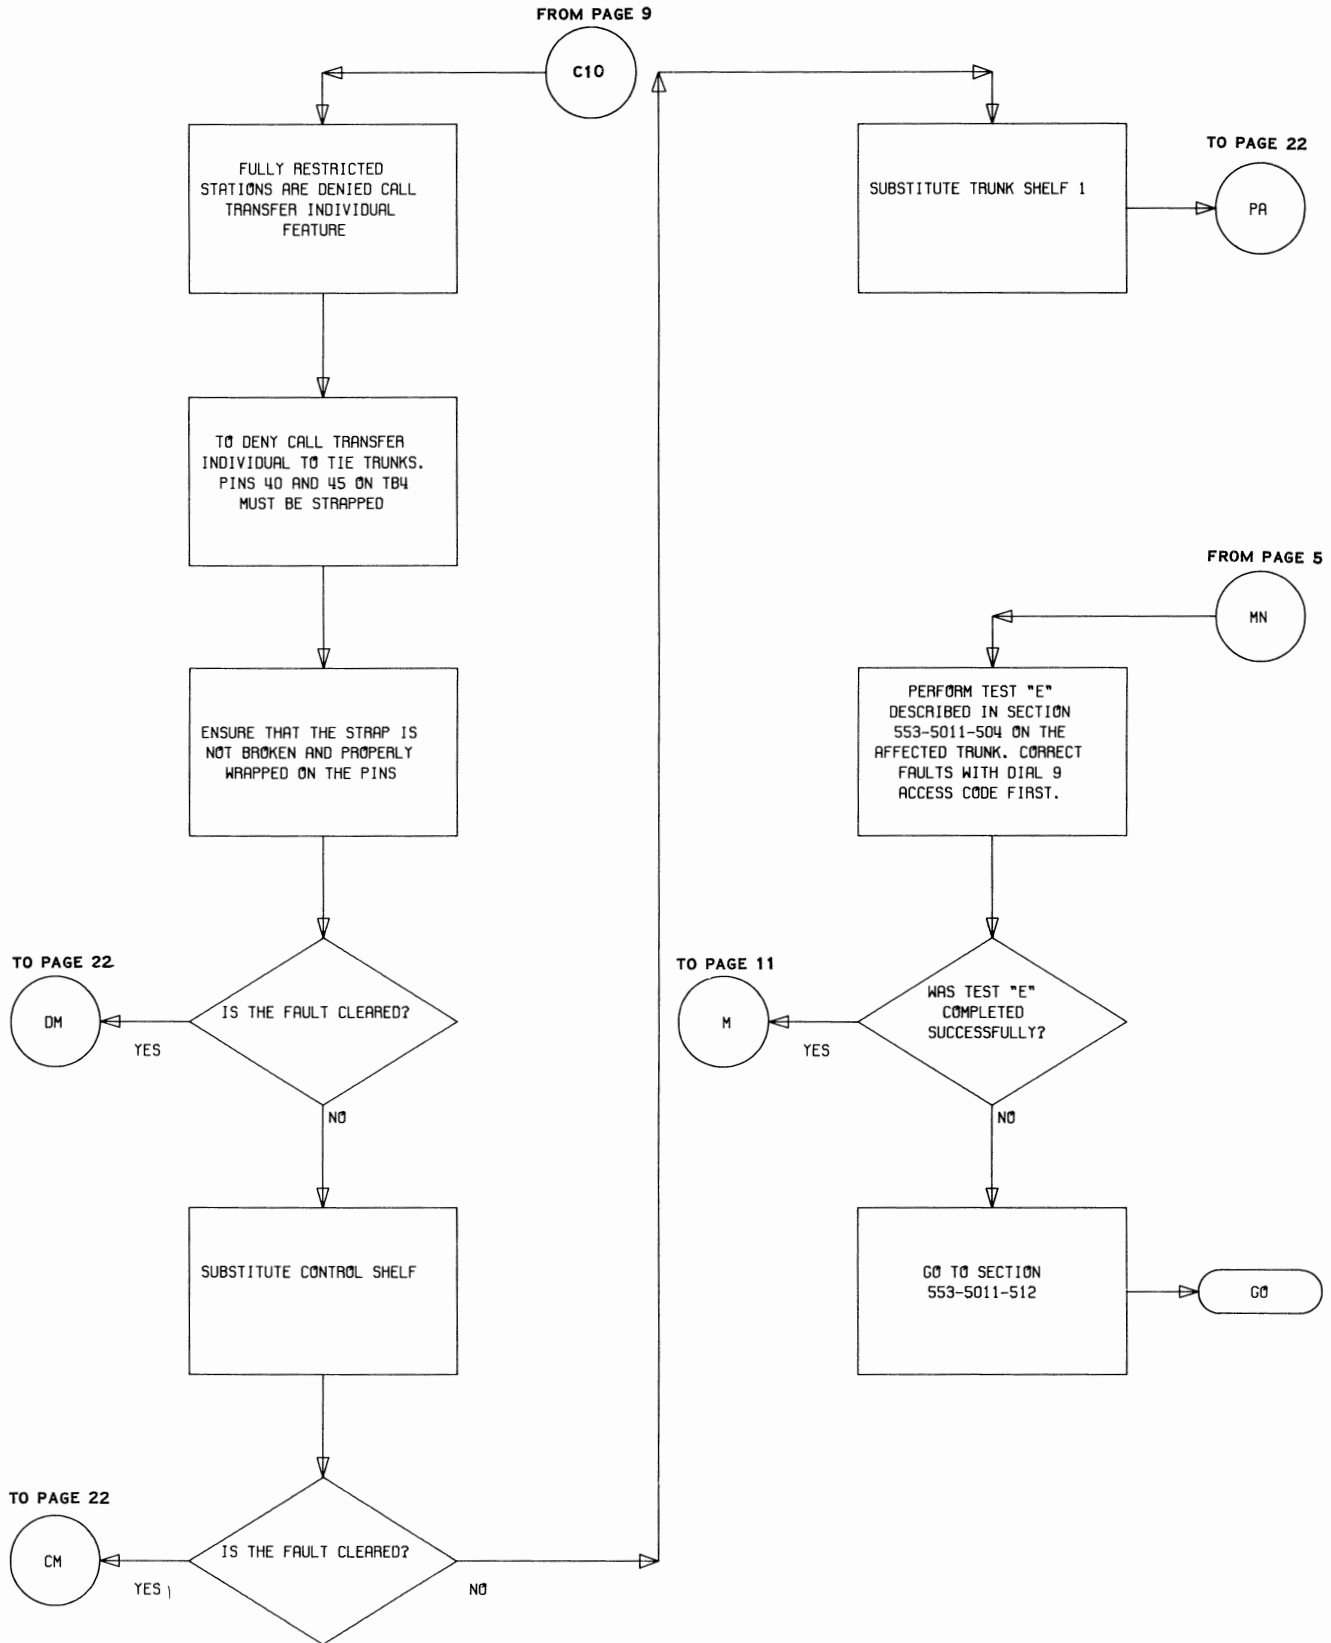 FROM PAGE 9
C10
FULLY RESTRICTED
STATIONS ARE DENIED CALL
TRANSFER INDIVIDUAL
FEATURE
TO DENY CALL TRANSFER
INDIVIDUAL TO TIE TRUNKS.
PINS 40 AND 45 ON TB4
MUST BE STRAPPED
ENSURE THAT THE STRAP IS
NOT BROKEN AND PROPERLY
WRAPPED ON THE PINS
TO PAGE 22
DM
YES
IS THE FAULT CLEARED?
NO
SUBSTITUTE CONTROL SHELF
TO PAGE 22
CM
YES
IS THE FAULT CLEARED?
NO
SUBSTITUTE TRUNK SHELF 1
TO PAGE 22
PA
FROM PAGE 5
MN
PERFORM TEST "E"
DESCRIBED IN SECTION
553-5011-504 ON THE
AFFECTED TRUNK. CORRECT
FAULTS WITH DIAL 9
ACCESS CODE FIRST.
TO PAGE 11
M
YES
WAS TEST "E"
COMPLETED
SUCCESSFULLY?
NO
GO TO SECTION
553-5011-512
GO